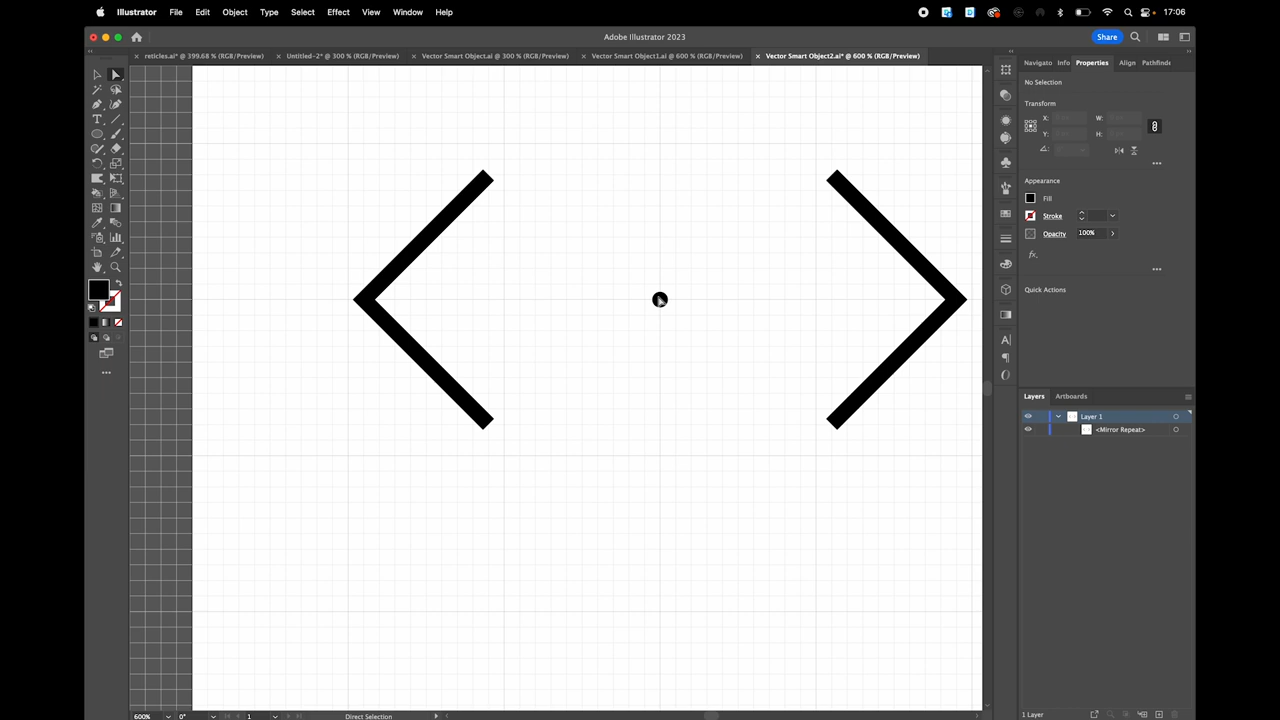 Illustrator File Edit Object Type Select Effect View Window Help 17:06
Adobe Illustrator 2023 Share
reticles.ai* @ 399.68 % (RGB/Preview) Untitled-2* @ 300 % (RGB/Preview) Vector Smart Object.ai @ 300 % (RGB/Preview) Vector Smart Object1.ai @ 600 % (RGB/Preview) Vector Smart Object2.ai* @ 600 % (RGB/Preview)
Navigato Info Properties Align Pathfinde
No Selection
Transform
X: W:
Y: H:
Appearance
Fill
Stroke
Opacity 100%
fx.
Quick Actions
Layers Artboards
Layer 1
<Mirror Repeat>
600% 0° 1 Direct Selection 1 Layer